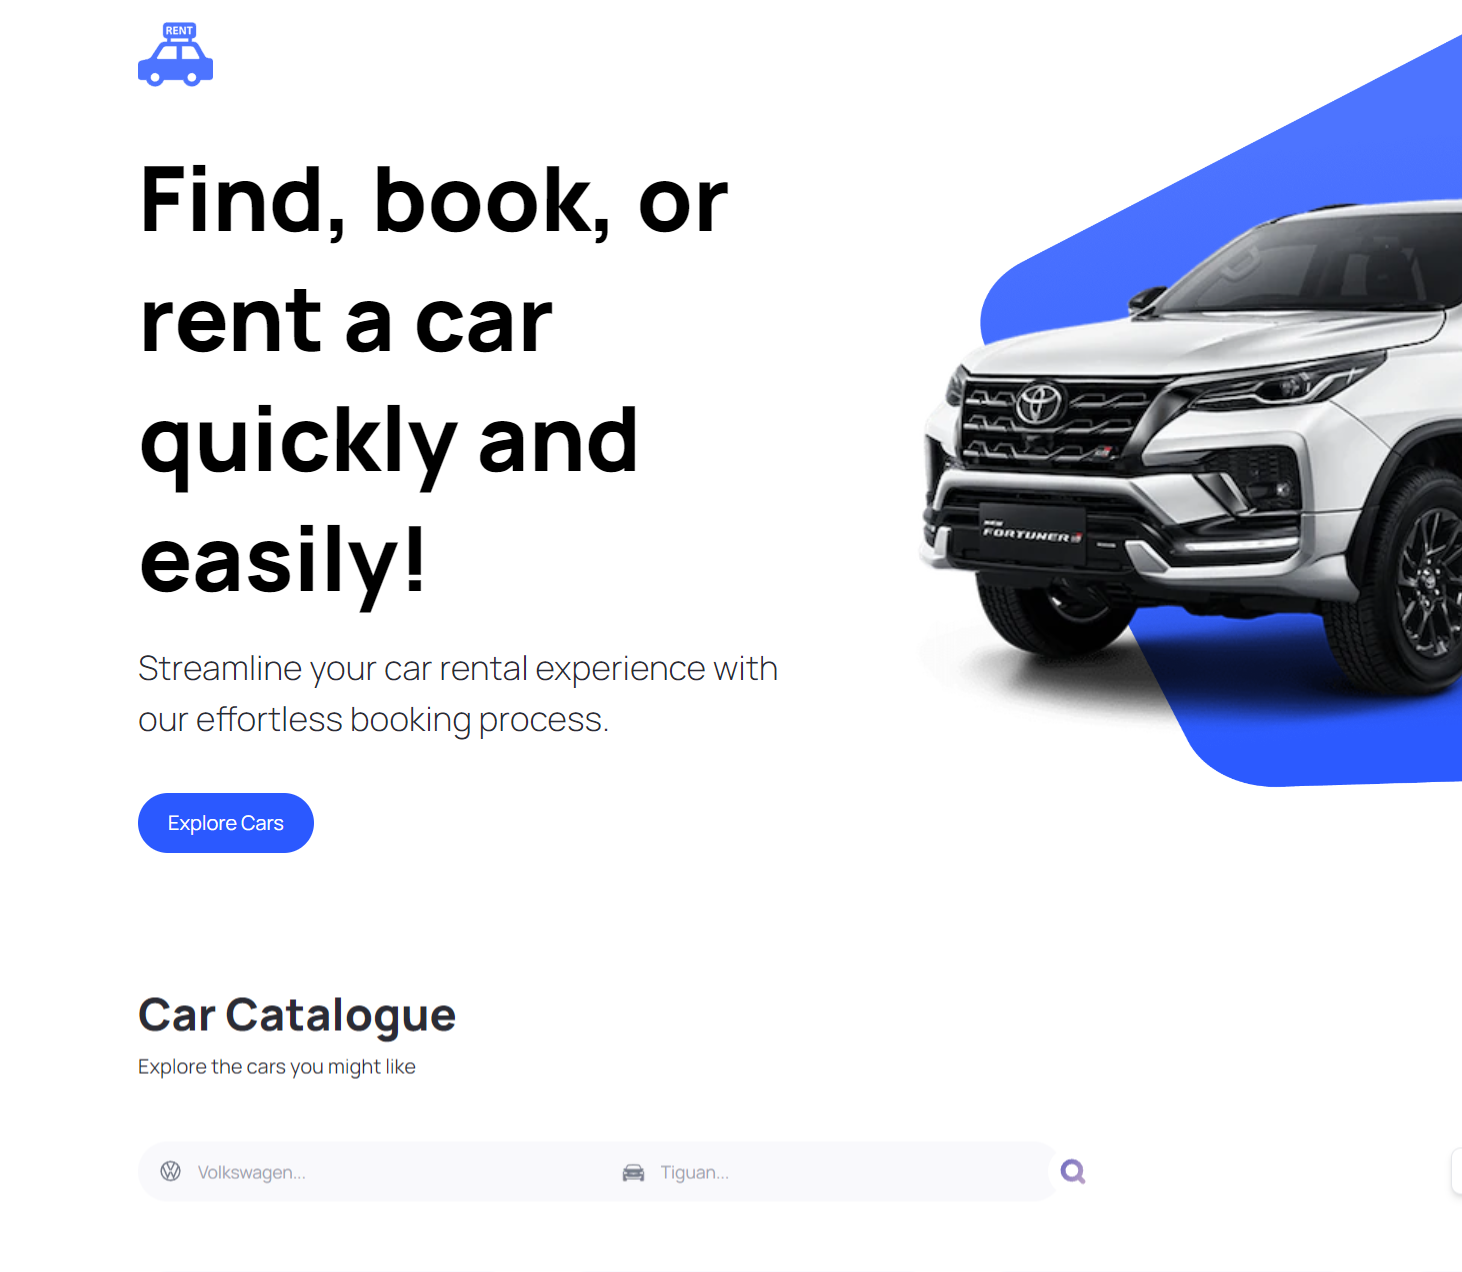 RENT
Find, book, or
rent a car
quickly and
easily!
Streamline your car rental experience with
our effortless booking process.
Explore Cars
NEW
FORTUNER
Car Catalogue
Explore the cars you might like
Volkswagen...
Tiguan...